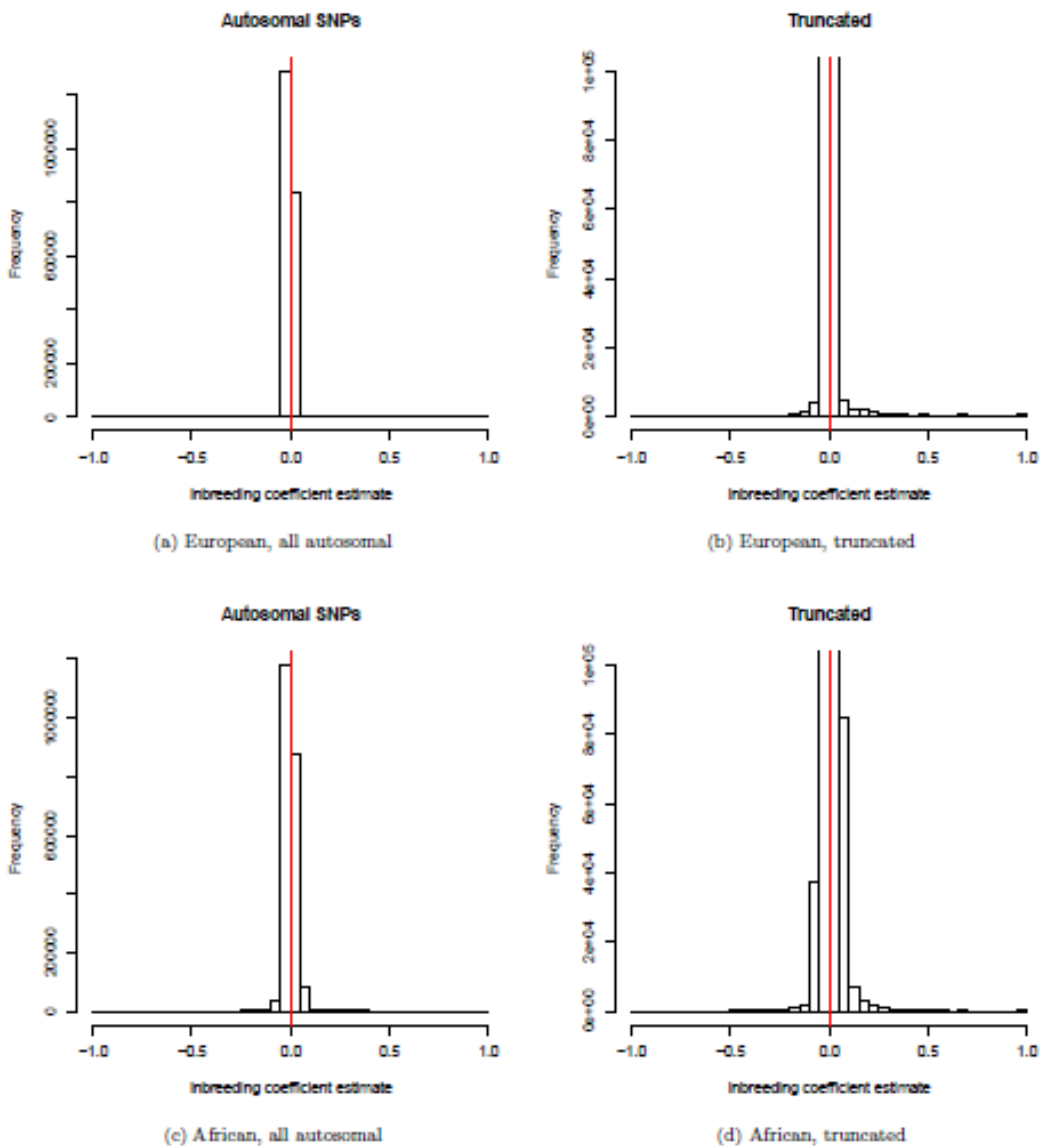 Autosomal SNPs
Truncated
Frequency
0
200000
600000
1000000
−1.0 −0.5 0.0 0.5 1.0
Inbreeding coefficient estimate
(a) European, all autosomal
Frequency
0e+00
2e+04
4e+04
6e+04
8e+04
1e+05
−1.0 −0.5 0.0 0.5 1.0
Inbreeding coefficient estimate
(b) European, truncated
Autosomal SNPs
Truncated
Frequency
0
200000
600000
1000000
−1.0 −0.5 0.0 0.5 1.0
Inbreeding coefficient estimate
(c) African, all autosomal
Frequency
0e+00
2e+04
4e+04
6e+04
8e+04
1e+05
−1.0 −0.5 0.0 0.5 1.0
Inbreeding coefficient estimate
(d) African, truncated